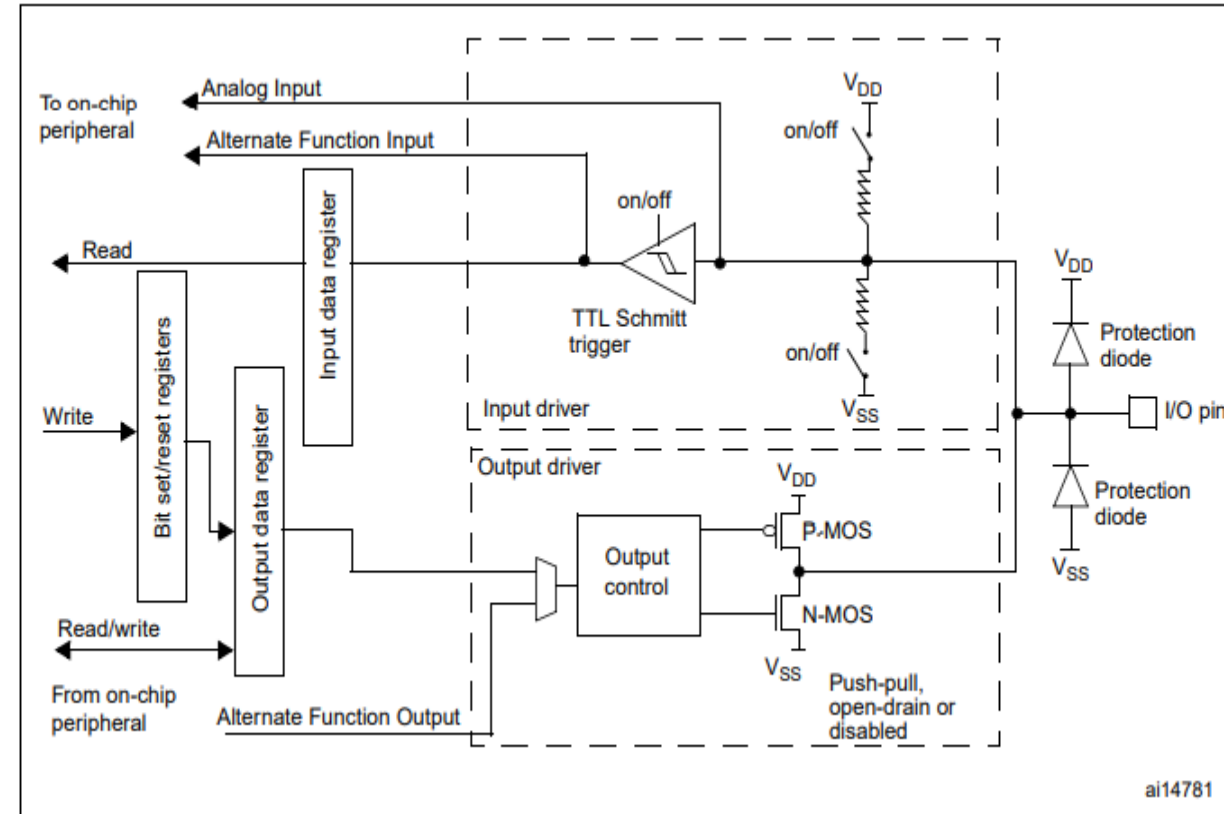 Analog Input
To on-chip
peripheral
Alternate Function Input
VDD
on/off
on/off
Read
Input data register
TTL Schmitt
trigger
on/off
VSS
Input driver
VDD
Protection
diode
I/O pin
Protection
diode
VSS
Write
Bit set/reset registers
Output data register
Output driver
VDD
P-MOS
Output
control
N-MOS
VSS
Push-pull,
open-drain or
disabled
Read/write
From on-chip
peripheral
Alternate Function Output
ai14781